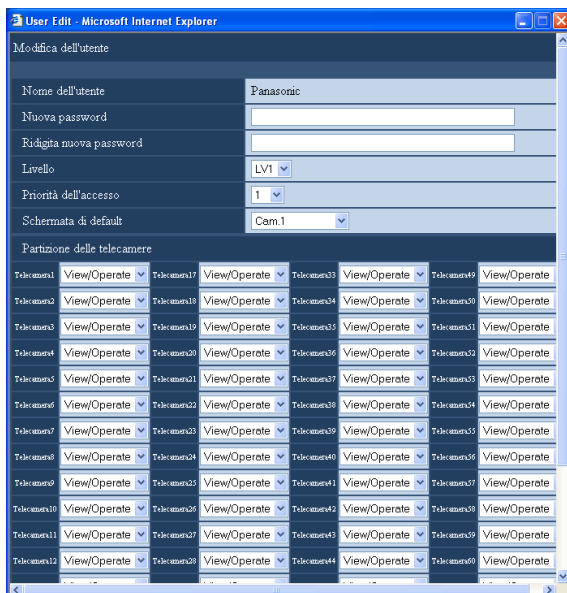 User Edit - Microsoft Internet Explorer
Modifica dell'utente
Nome dell'utente Panasonic
Nuova password
Ridigita nuova password
Livello LV1
Priorità dell'accesso 1
Schermata di default Cam.1
Partizione delle telecamere
Telecamera1 View/Operate Telecamera17 View/Operate Telecamera33 View/Operate Telecamera49 View/Operate
Telecamera2 View/Operate Telecamera18 View/Operate Telecamera34 View/Operate Telecamera50 View/Operate
Telecamera3 View/Operate Telecamera19 View/Operate Telecamera35 View/Operate Telecamera51 View/Operate
Telecamera4 View/Operate Telecamera20 View/Operate Telecamera36 View/Operate Telecamera52 View/Operate
Telecamera5 View/Operate Telecamera21 View/Operate Telecamera37 View/Operate Telecamera53 View/Operate
Telecamera6 View/Operate Telecamera22 View/Operate Telecamera38 View/Operate Telecamera54 View/Operate
Telecamera7 View/Operate Telecamera23 View/Operate Telecamera39 View/Operate Telecamera55 View/Operate
Telecamera8 View/Operate Telecamera24 View/Operate Telecamera40 View/Operate Telecamera56 View/Operate
Telecamera9 View/Operate Telecamera25 View/Operate Telecamera41 View/Operate Telecamera57 View/Operate
Telecamera10 View/Operate Telecamera26 View/Operate Telecamera42 View/Operate Telecamera58 View/Operate
Telecamera11 View/Operate Telecamera27 View/Operate Telecamera43 View/Operate Telecamera59 View/Operate
Telecamera12 View/Operate Telecamera28 View/Operate Telecamera44 View/Operate Telecamera60 View/Operate